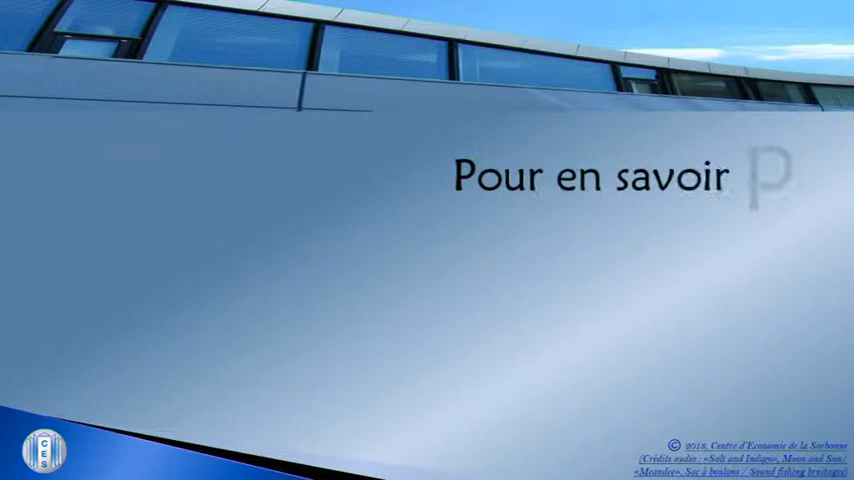 Pour en savoir p
CES
© 2013, Centre d'Economie de la Sorbonne
(Crédits audio : «Salt and Indegu», Moon and Sun/
«Meandee», Sac à boulons / Sound fishing bruitages)